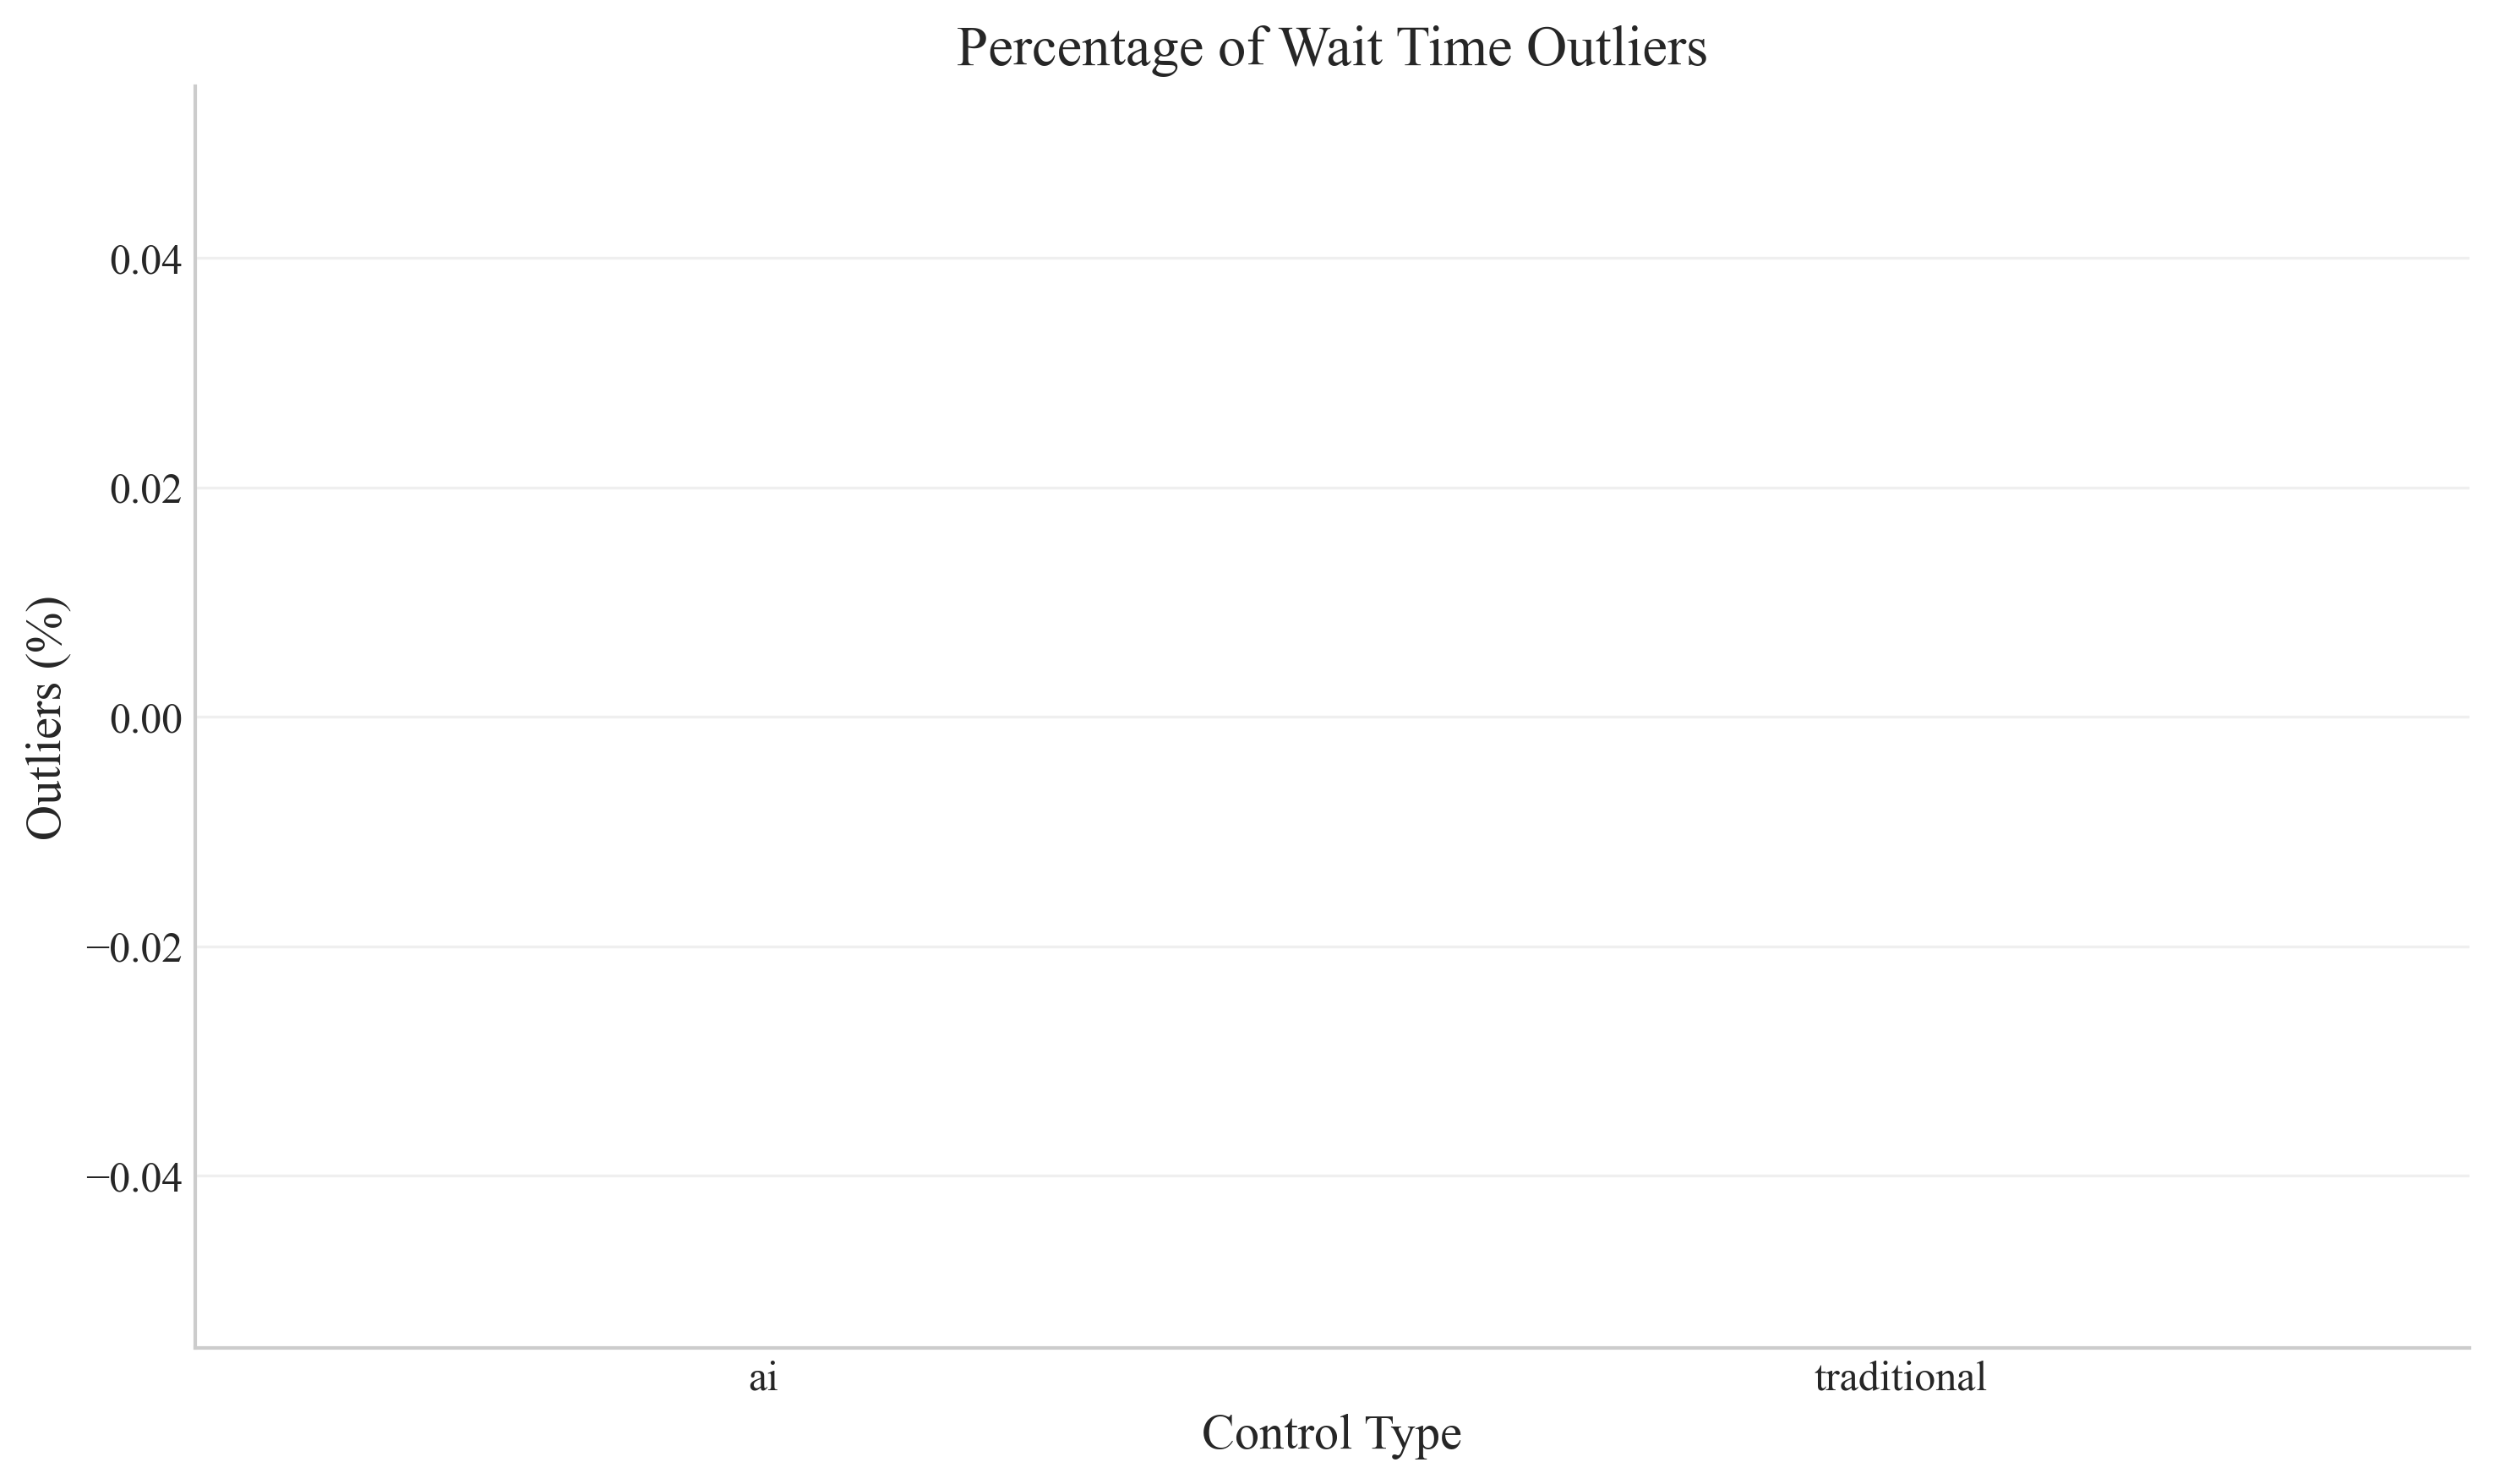 Percentage of Wait Time Outliers
Outliers (%)
0.04
0.02
0.00
−0.02
−0.04
ai
traditional
Control Type